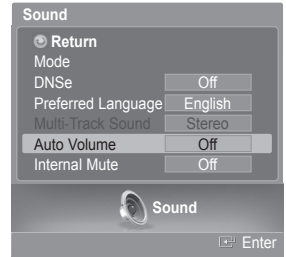 Sound
Return
Mode
DNSe Off
Preferred Language English
Multi-Track Sound Stereo
Auto Volume Off
Internal Mute Off
Sound
Enter